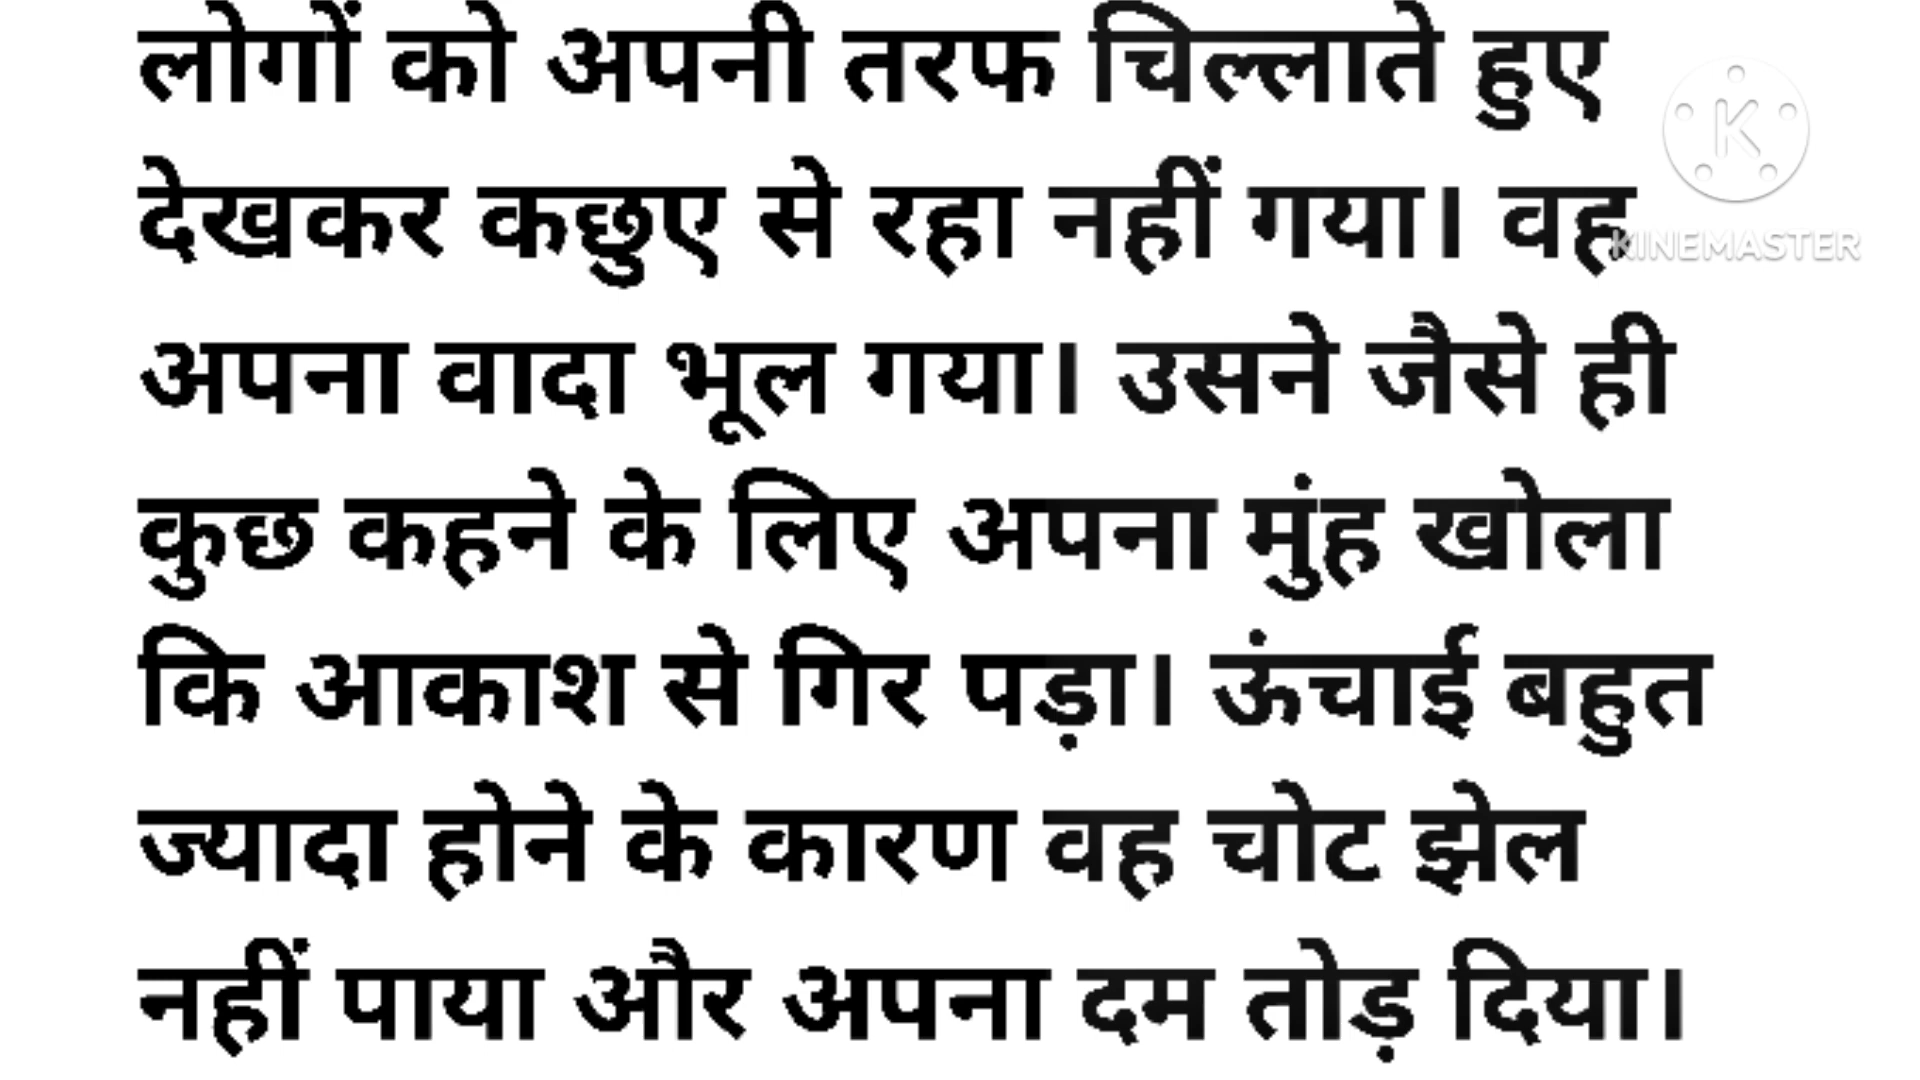 लोगों को अपनी तरफ चिल्लाते हुए
देखकर कछुए से रहा नहीं गया। वह
अपना वादा भूल गया। उसने जैसे ही
कुछ कहने के लिए अपना मुंह खोला
कि आकाश से गिर पड़ा। ऊंचाई बहुत
ज्यादा होने के कारण वह चोट झेल
नहीं पाया और अपना दम तोड़ दिया।
K
KINEMASTER